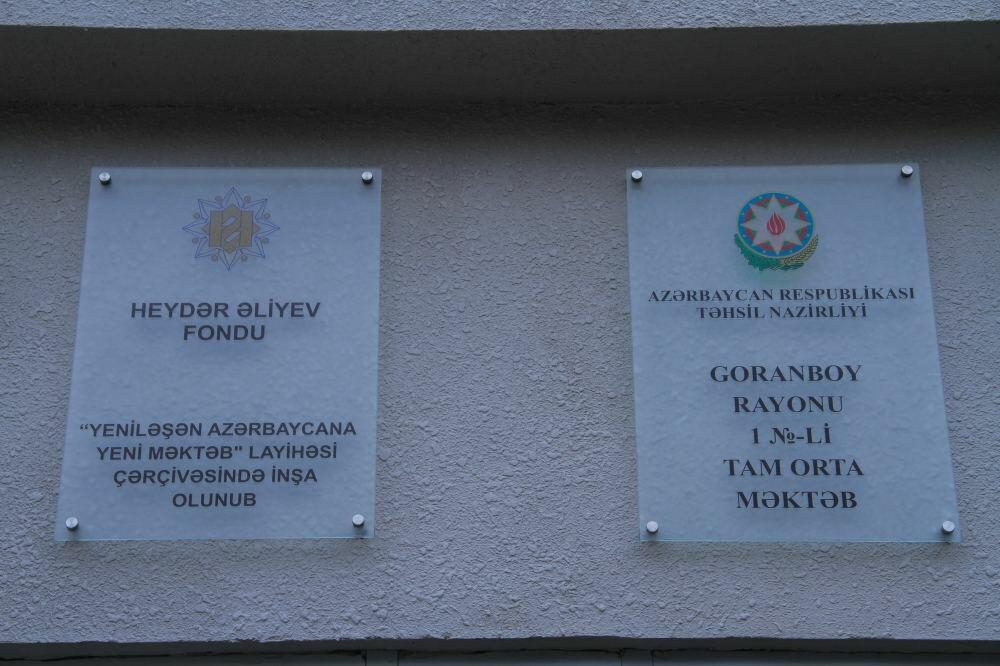 HEYDƏR ƏLİYEV
FONDU
“YENİLƏŞƏN AZƏRBAYCANA
YENİ MƏKTƏB" LAYİHƏSİ
ÇƏRÇİVƏSİNDƏ İNŞA
OLUNUB
AZƏRBAYCAN RESPUBLİKASI
TƏHSİL NAZİRLİYİ
GORANBOY
RAYONU
1 №-Lİ
TAM ORTA
MƏKTƏB